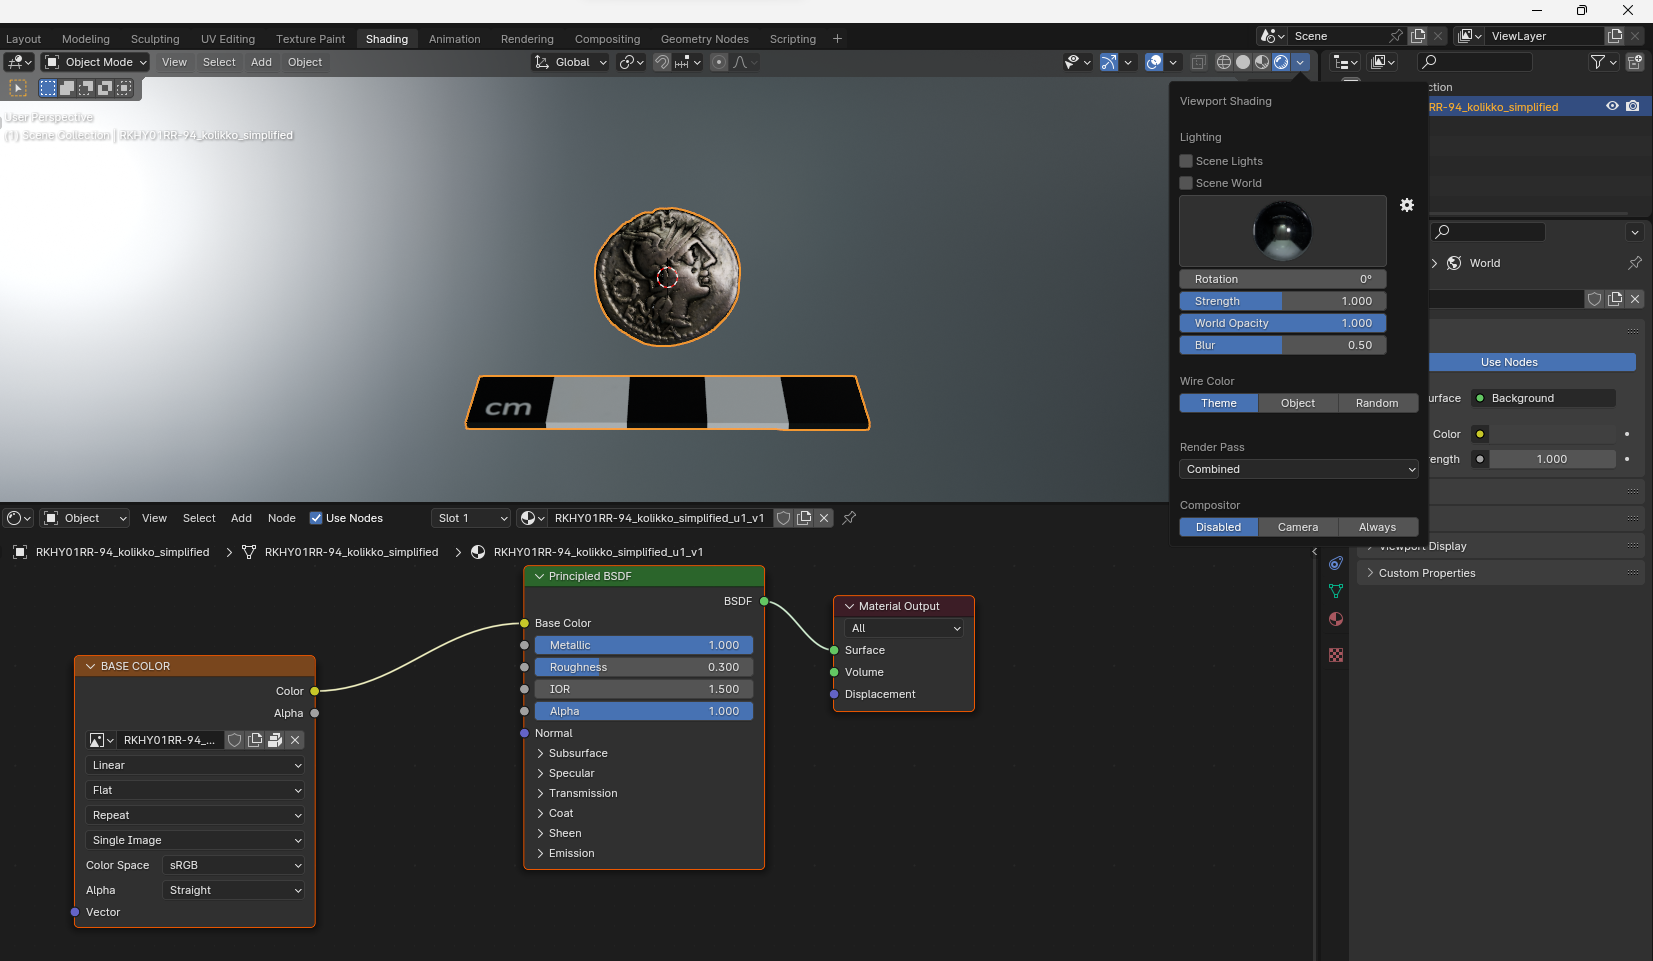 Layout Modeling Sculpting UV Editing Texture Paint Shading Animation Rendering Compositing Geometry Nodes Scripting + Scene ViewLayer
Object Mode View Select Add Object Global
User Perspective
(1) Scene Collection | RKHY01RR-94_kolikko_simplified
cm
Viewport Shading
Lighting
Scene Lights
Scene World
Rotation 0°
Strength 1.000
World Opacity 1.000
Blur 0.50
Wire Color
Theme Object Random
Render Pass
Combined
Compositor
Disabled Camera Always
ction
RR-94_kolikko_simplified
World
Use Nodes
urface Background
Color
ength 1.000
Viewport Display
Custom Properties
Object View Select Add Node Use Nodes Slot 1 RKHY01RR-94_kolikko_simplified_u1_v1
RKHY01RR-94_kolikko_simplified > RKHY01RR-94_kolikko_simplified > RKHY01RR-94_kolikko_simplified_u1_v1
BASE COLOR
Color
Alpha
RKHY01RR-94_...
Linear
Flat
Repeat
Single Image
Color Space sRGB
Alpha Straight
Vector
Principled BSDF
BSDF
Base Color
Metallic 1.000
Roughness 0.300
IOR 1.500
Alpha 1.000
Normal
Subsurface
Specular
Transmission
Coat
Sheen
Emission
Material Output
All
Surface
Volume
Displacement